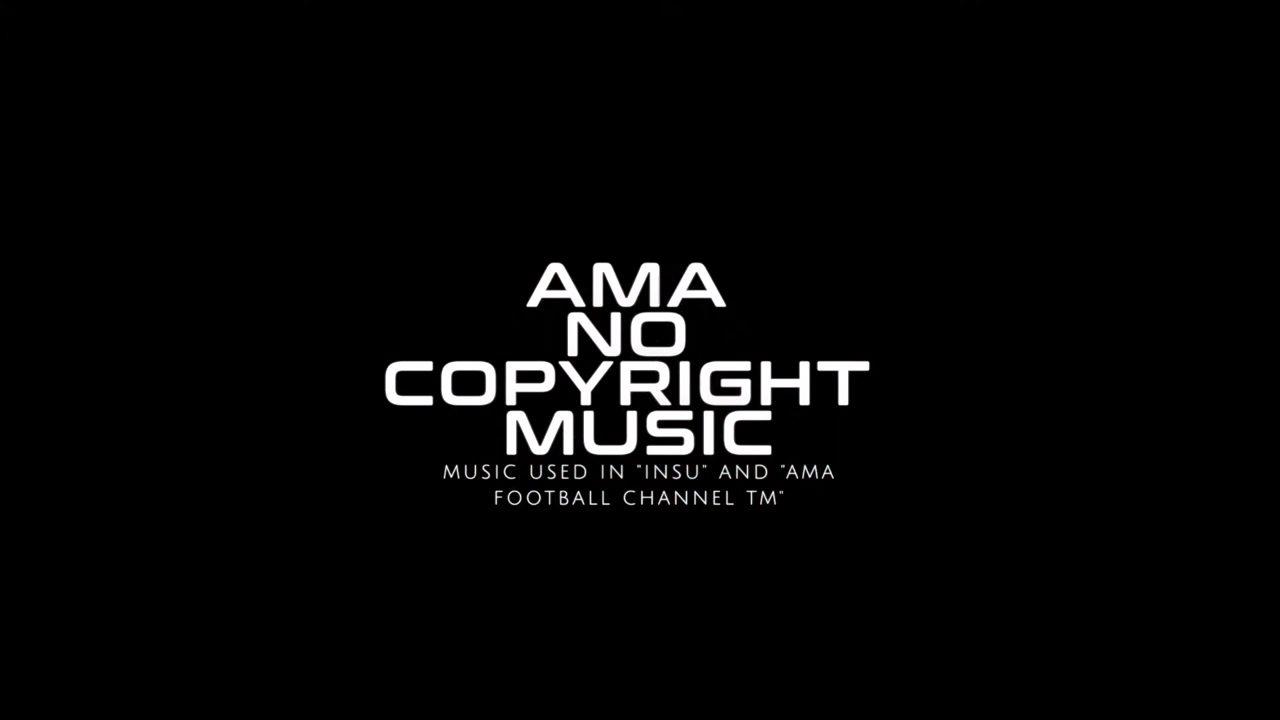 AMA
NO
COPYRIGHT
MUSIC
MUSIC USED IN "INSU" AND "AMA
FOOTBALL CHANNEL TM"